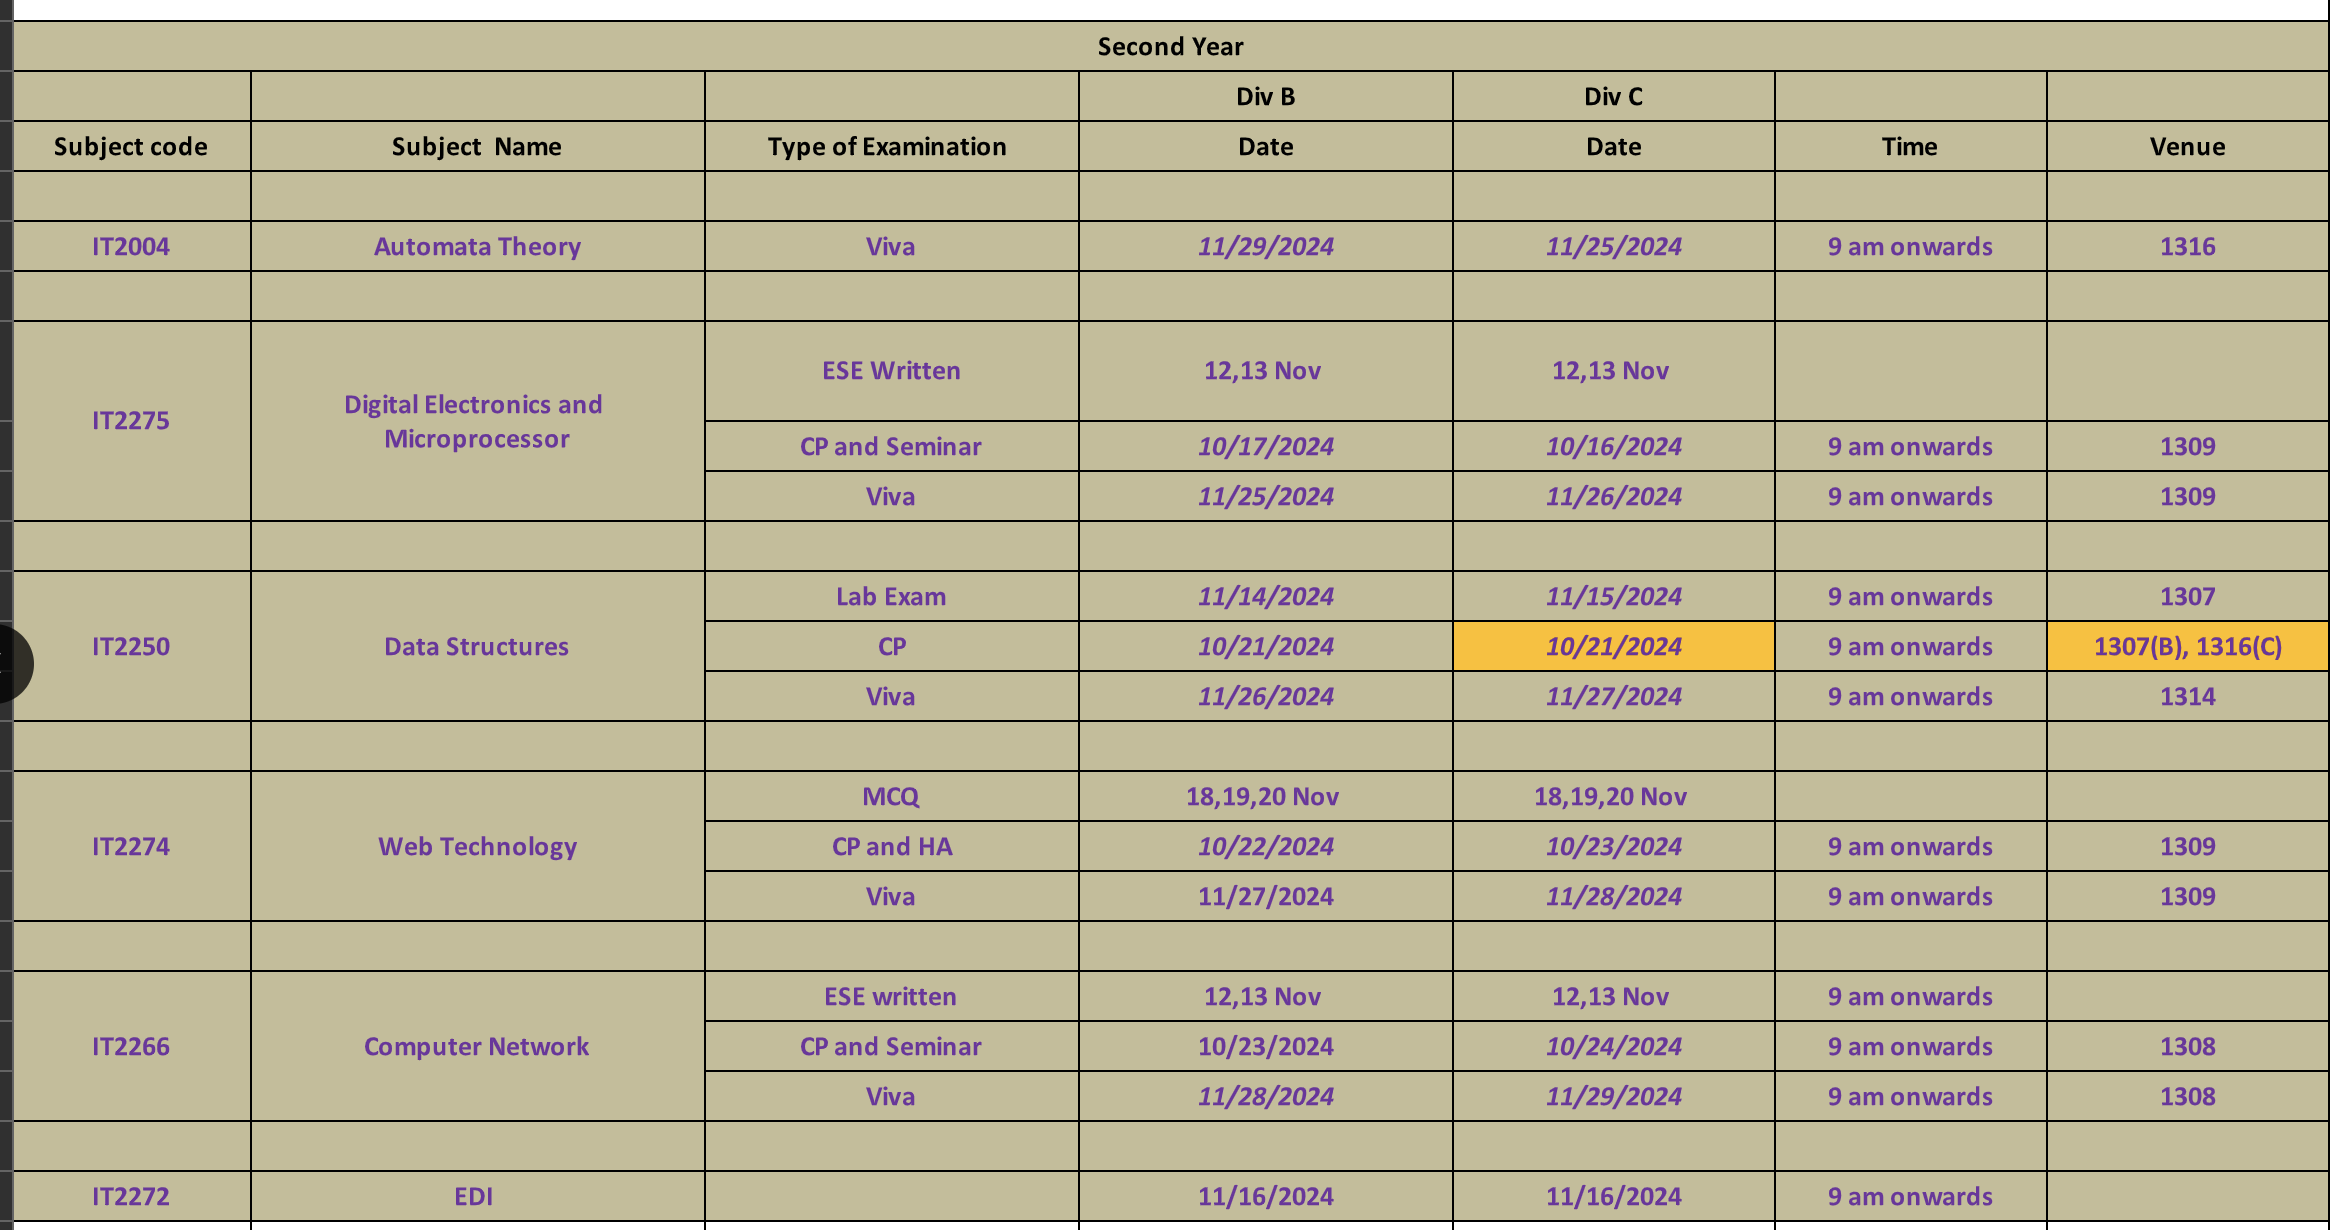 Second Year
Div B Div C
Subject code Subject Name Type of Examination Date Date Time Venue
IT2004 Automata Theory Viva 11/29/2024 11/25/2024 9 am onwards 1316
IT2275 Digital Electronics and Microprocessor ESE Written 12,13 Nov 12,13 Nov
CP and Seminar 10/17/2024 10/16/2024 9 am onwards 1309
Viva 11/25/2024 11/26/2024 9 am onwards 1309
IT2250 Data Structures Lab Exam 11/14/2024 11/15/2024 9 am onwards 1307
CP 10/21/2024 10/21/2024 9 am onwards 1307(B), 1316(C)
Viva 11/26/2024 11/27/2024 9 am onwards 1314
IT2274 Web Technology MCQ 18,19,20 Nov 18,19,20 Nov
CP and HA 10/22/2024 10/23/2024 9 am onwards 1309
Viva 11/27/2024 11/28/2024 9 am onwards 1309
IT2266 Computer Network ESE written 12,13 Nov 12,13 Nov 9 am onwards
CP and Seminar 10/23/2024 10/24/2024 9 am onwards 1308
Viva 11/28/2024 11/29/2024 9 am onwards 1308
IT2272 EDI 11/16/2024 11/16/2024 9 am onwards